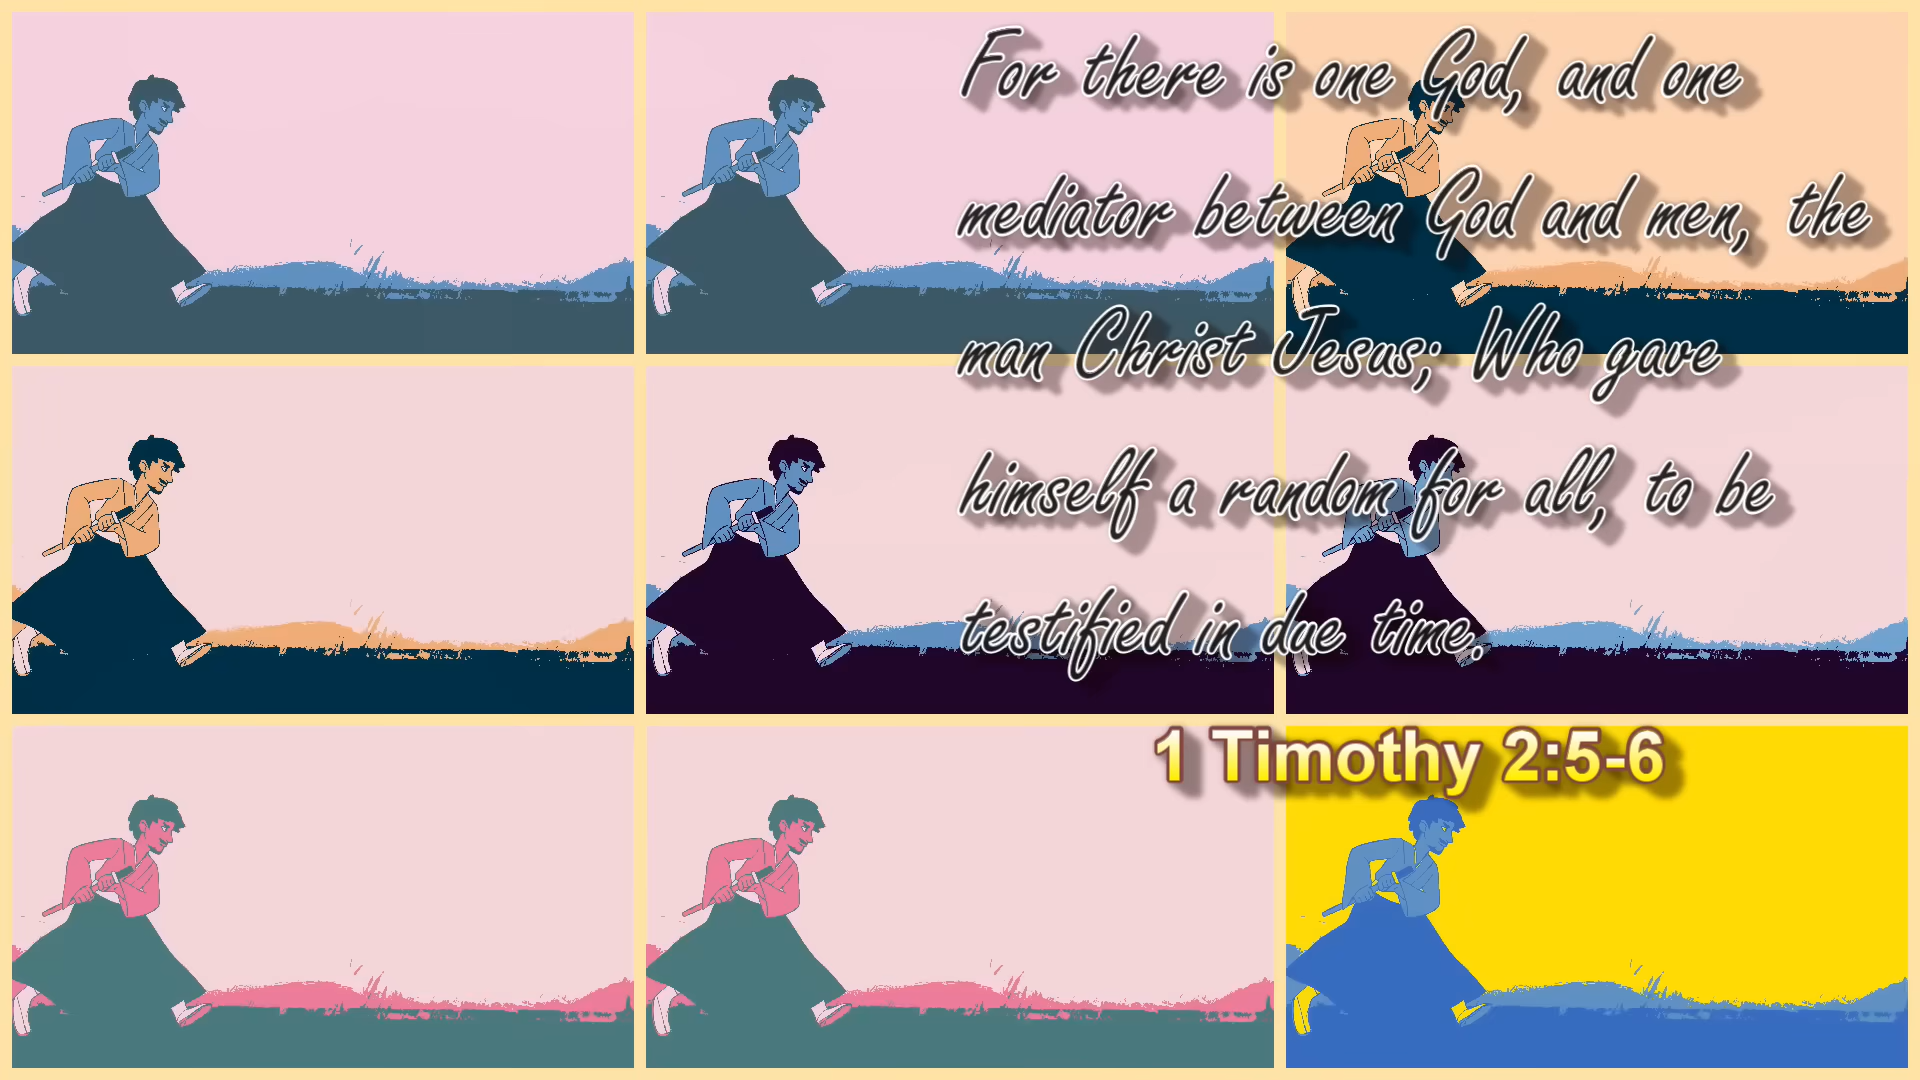 For there is one God, and one
mediator between God and men, the
man Christ Jesus; Who gave
himself a random for all, to be
testified in due time.
1 Timothy 2:5-6